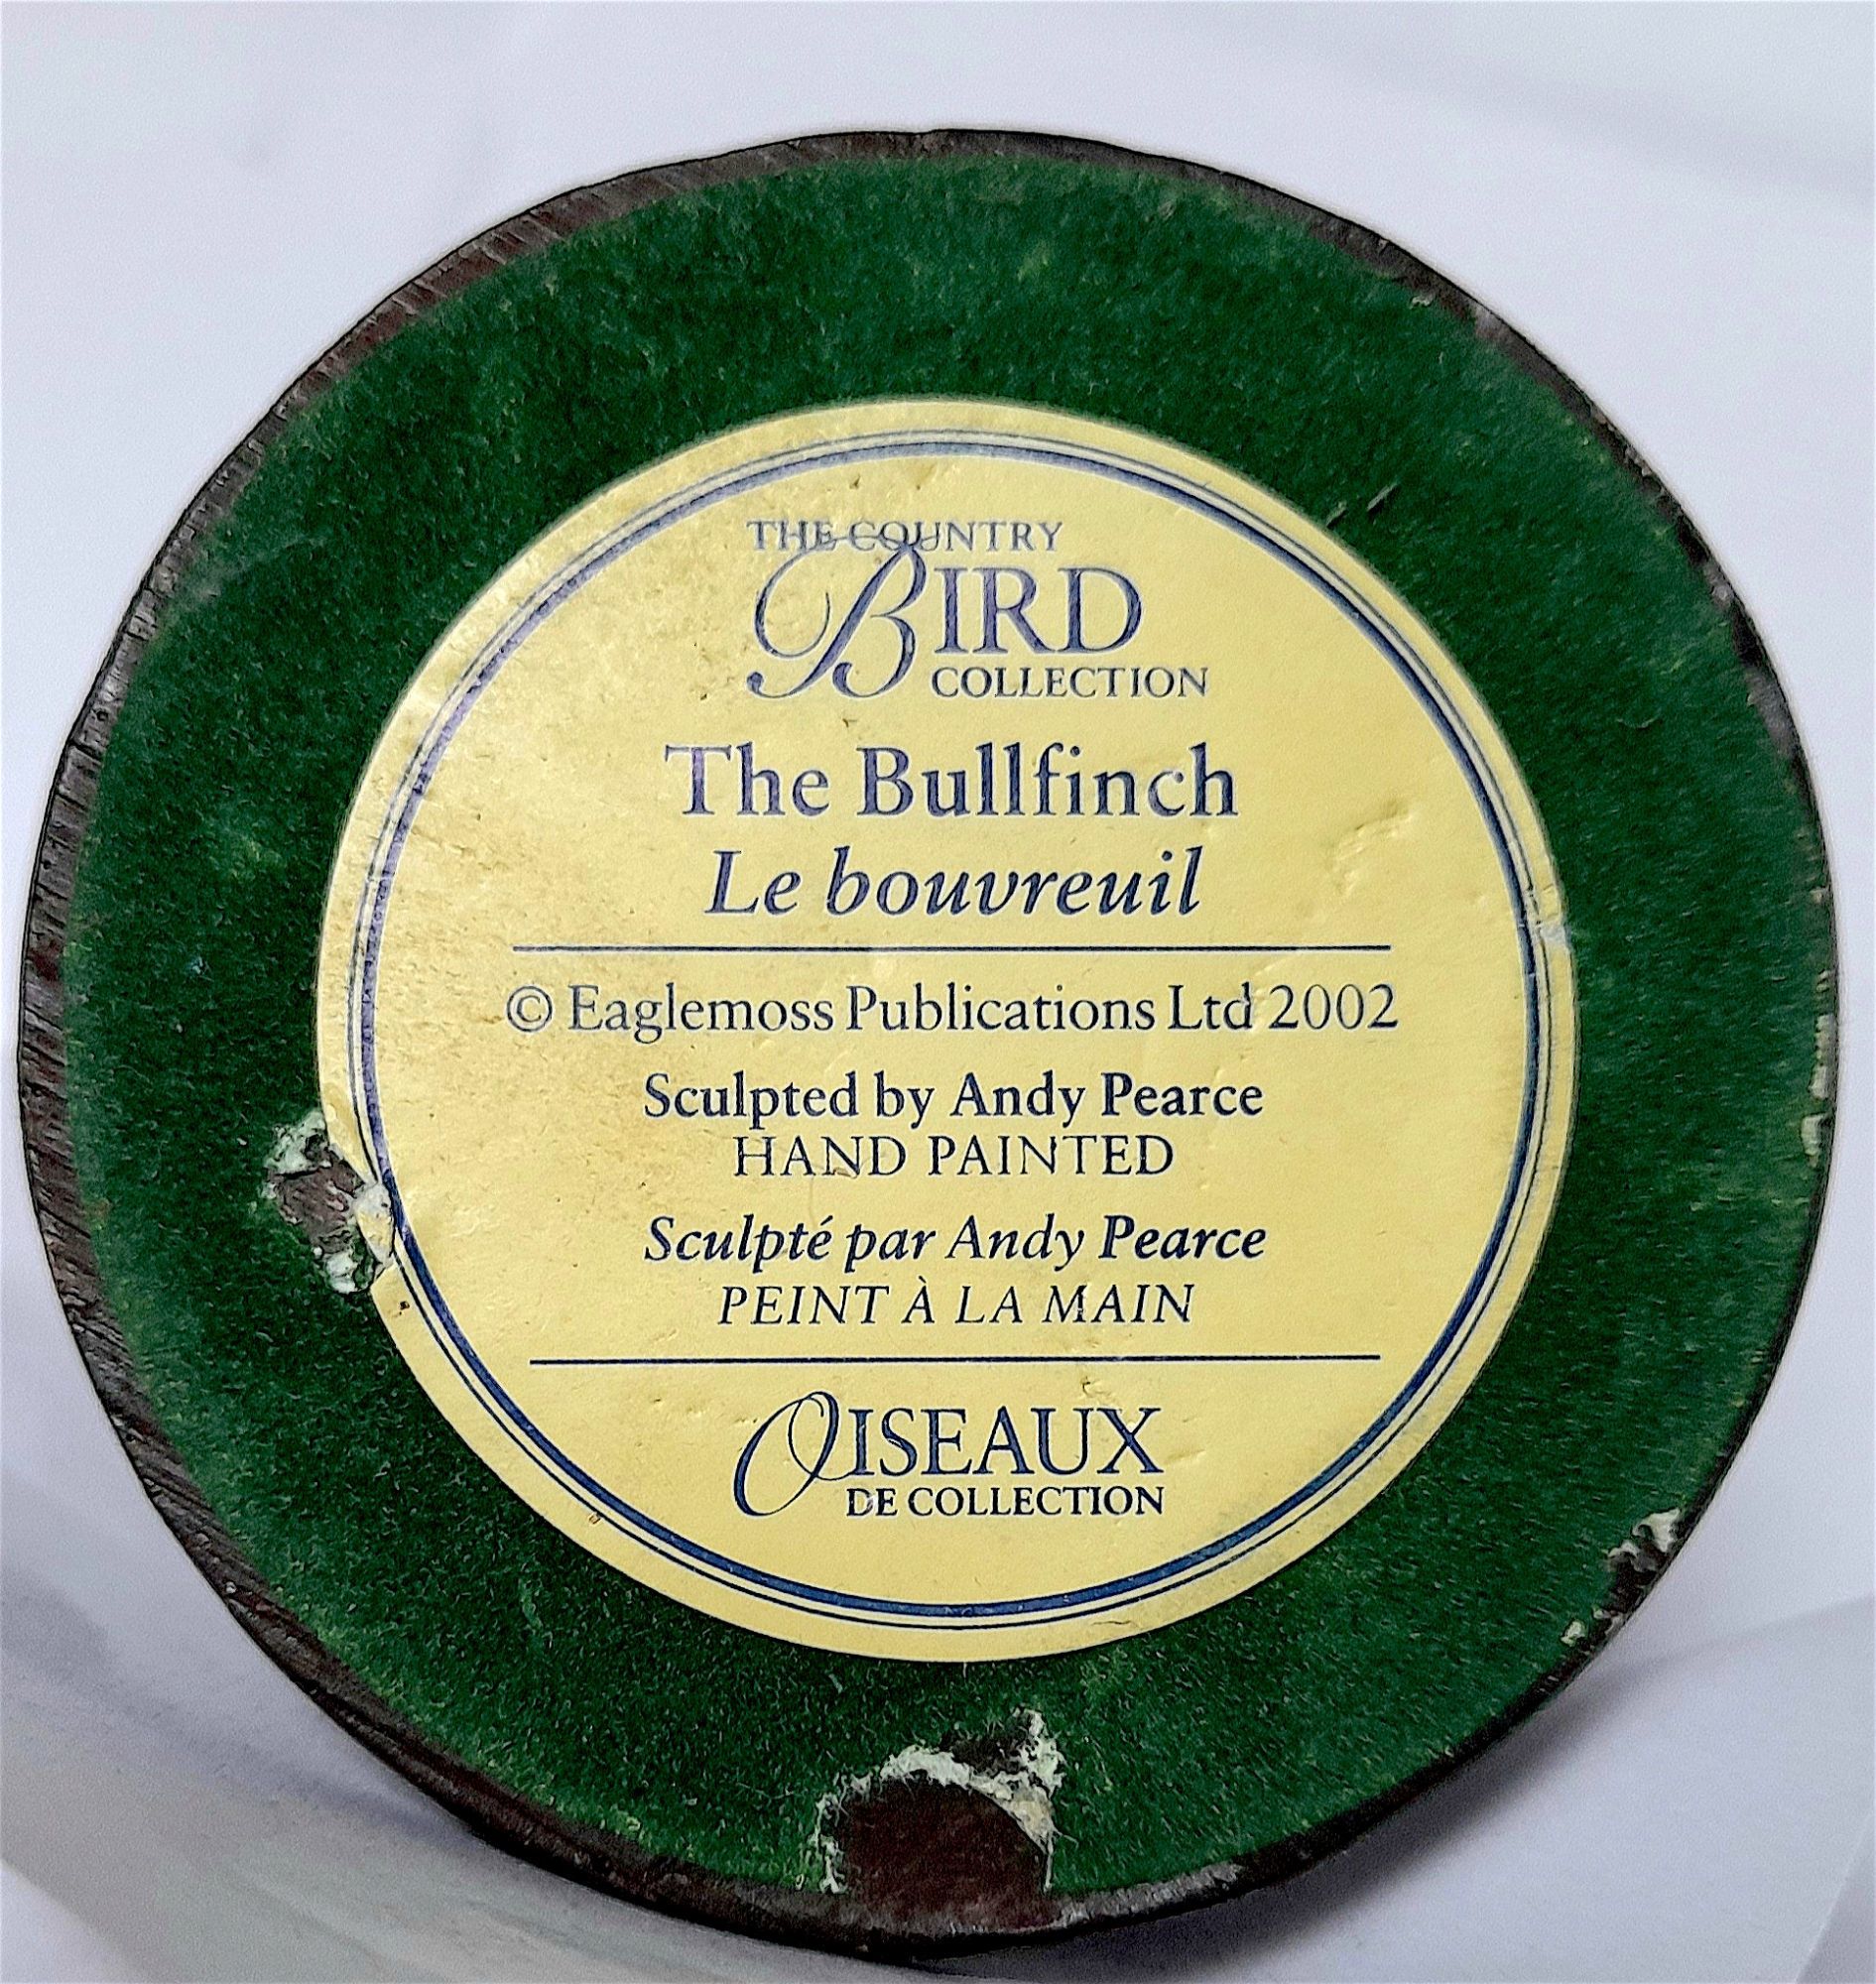 THE COUNTRY
BIRD
COLLECTION
The Bullfinch
Le bouvreuil
© Eaglemoss Publications Ltd 2002
Sculpted by Andy Pearce
HAND PAINTED
Sculpté par Andy Pearce
PEINT À LA MAIN
OISEAUX
DE COLLECTION